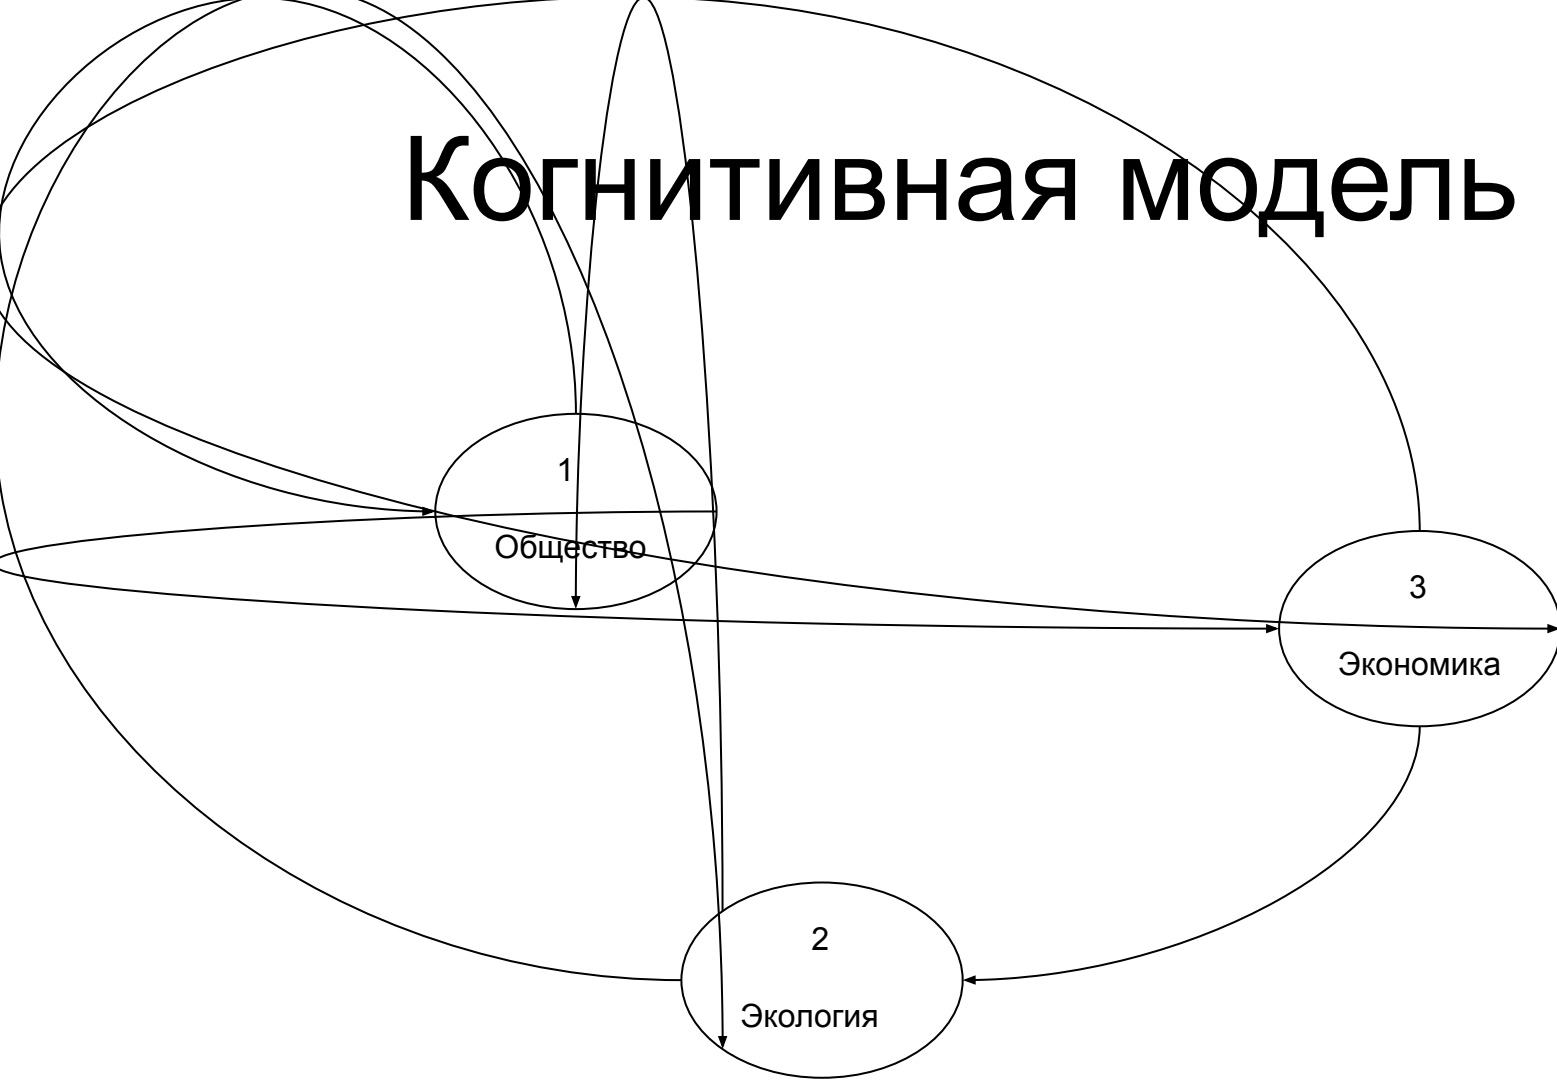 Когнитивная модель
1
Общество
3
Экономика
2
Экология